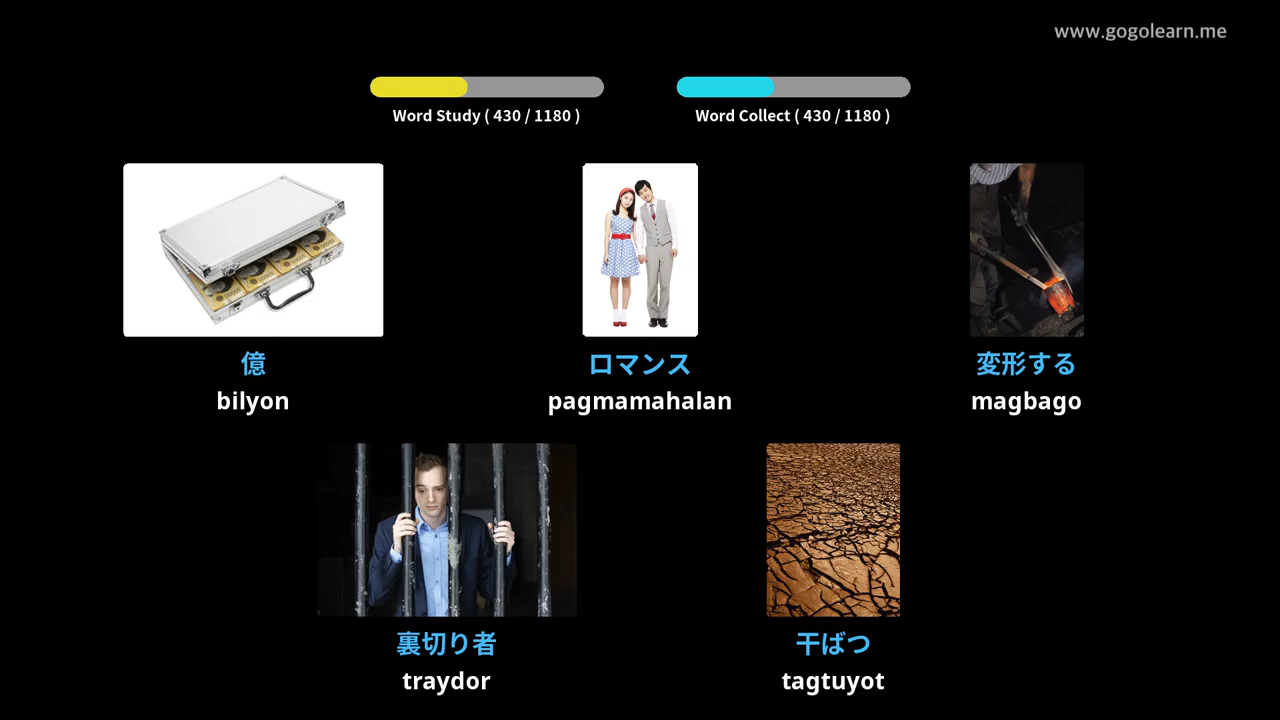 www.gogolearn.me
Word Study ( 430 / 1180 )
Word Collect ( 430 / 1180 )
億
bilyon
ロマンス
pagmamahalan
変形する
magbago
裏切り者
traydor
干ばつ
tagtuyot